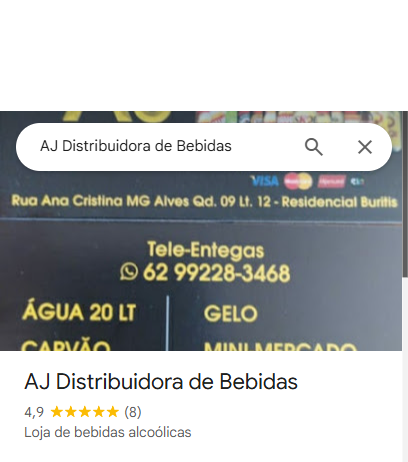 AJ Distribuidora de Bebidas
VISA
Rua Ana Cristina MG Alves Qd. 09 Lt. 12 - Residencial Buritis
Tele-Entegas
62 99228-3468
ÁGUA 20 LT
GELO
CARVÃO
MINI MERCADO
AJ Distribuidora de Bebidas
4,9 ★★★★★ (8)
Loja de bebidas alcoólicas